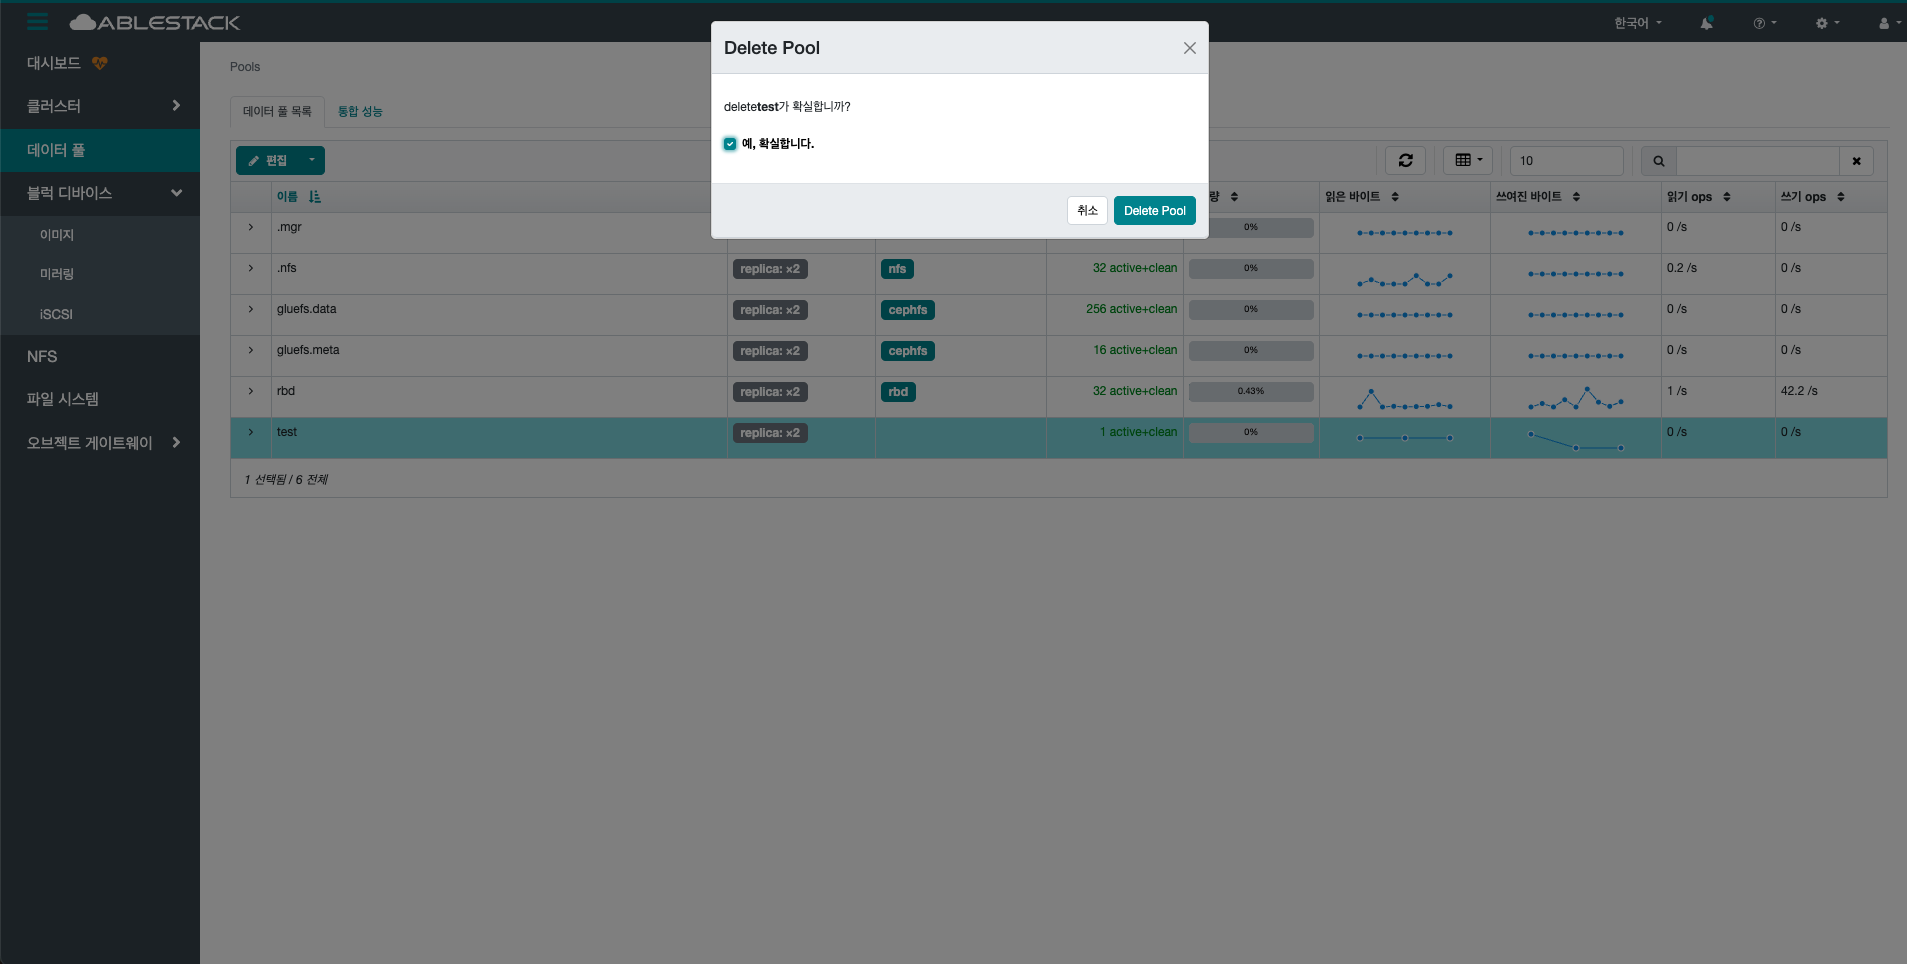 ABLESTACK
한국어
Delete Pool
deletetest가 확실합니까?
예, 확실합니다.
취소
Delete Pool
대시보드
클러스터
데이터 풀
블럭 디바이스
이미지
미러링
iSCSI
NFS
파일 시스템
오브젝트 게이트웨이
Pools
데이터 풀 목록 통합 성능
편집 10
이름 량 읽은 바이트 쓰여진 바이트 읽기 ops 쓰기 ops
.mgr 0% 0 /s 0 /s
.nfs replica: ×2 nfs 32 active+clean 0% 0.2 /s 0 /s
gluefs.data replica: ×2 cephfs 256 active+clean 0% 0 /s 0 /s
gluefs.meta replica: ×2 cephfs 16 active+clean 0% 0 /s 0 /s
rbd replica: ×2 rbd 32 active+clean 0.43% 1 /s 42.2 /s
test replica: ×2 1 active+clean 0% 0 /s 0 /s
1 선택됨 / 6 전체